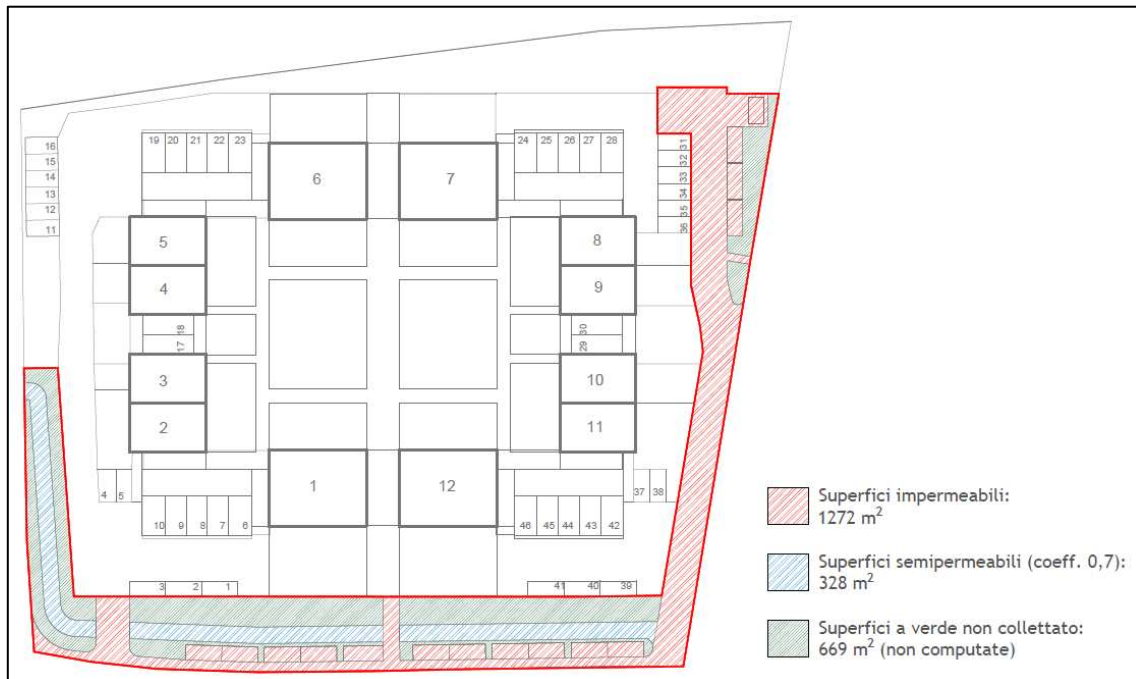 19 20 21 22 23
24 25 26 27 28
16
15
14
13
12
11
31
32
33
34
35
36
6
7
5
8
4
9
18
17
30
29
3
10
2
11
1
12
4 5
37 38
10 9 8 7 6
46 45 44 43 42
3 2 1
41 40 39
Superfici impermeabili:
1272 m²
Superfici semipermeabili (coeff. 0,7):
328 m²
Superfici a verde non collettato:
669 m² (non computate)